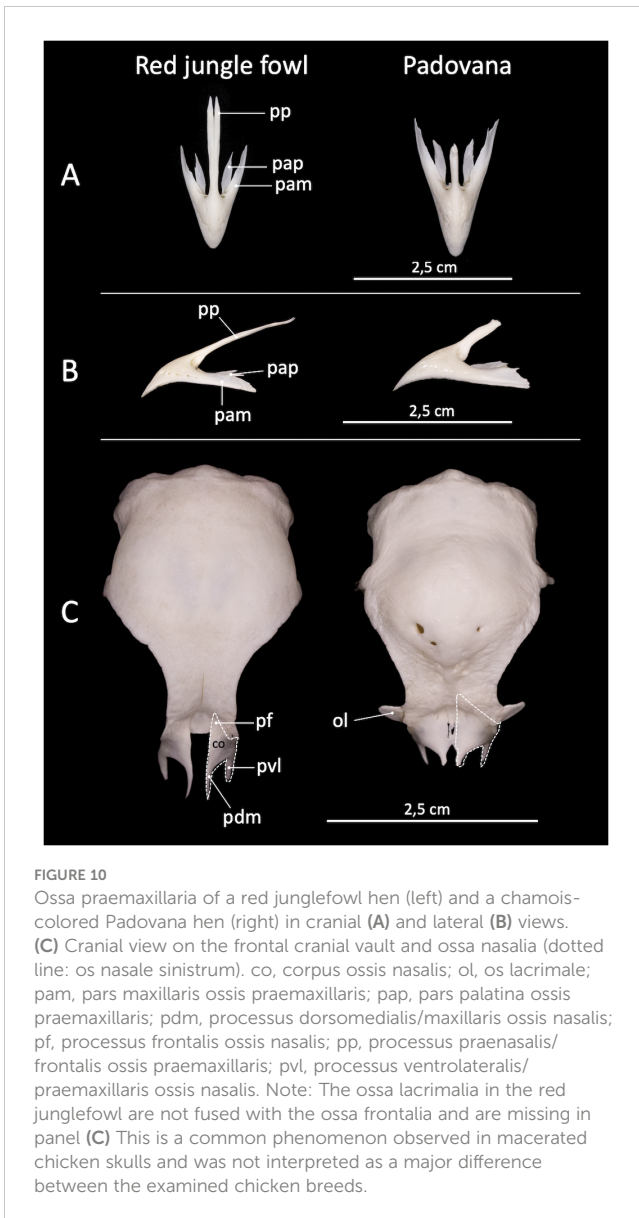 Red jungle fowl Padovana
pp
pap
A
pam
2,5 cm
pp
B
pap
pam
2,5 cm
C
pf
ol
co
pvl
pdm
2,5 cm
FIGURE 10
Ossa praemaxillaria of a red junglefowl hen (left) and a chamois-
colored Padovana hen (right) in cranial (A) and lateral (B) views.
(C) Cranial view on the frontal cranial vault and ossa nasalia (dotted
line: os nasale sinistrum). co, corpus ossis nasalis; ol, os lacrimale;
pam, pars maxillaris ossis praemaxillaris; pap, pars palatina ossis
praemaxillaris; pdm, processus dorsomedialis/maxillaris ossis nasalis;
pf, processus frontalis ossis nasalis; pp, processus praenasalis/
frontalis ossis praemaxillaris; pvl, processus ventrolateralis/
praemaxillaris ossis nasalis. Note: The ossa lacrimalia in the red
junglefowl are not fused with the ossa frontalia and are missing in
panel (C) This is a common phenomenon observed in macerated
chicken skulls and was not interpreted as a major difference
between the examined chicken breeds.